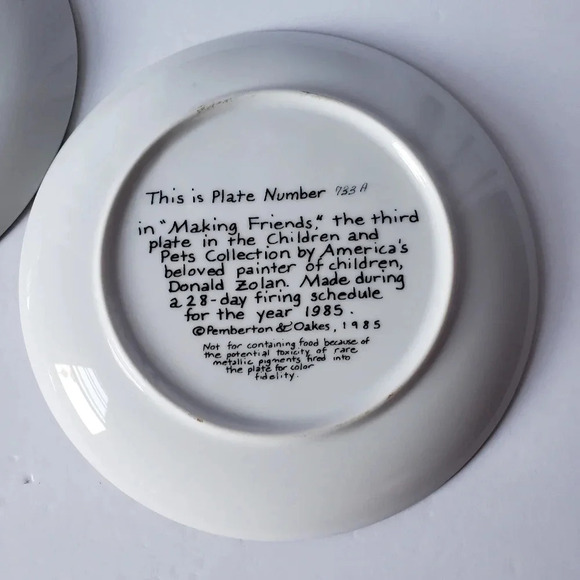 This is Plate Number 733 A
in "Making Friends," the third
plate in the Children and
Pets Collection by America's
beloved painter of children,
Donald Zolan. Made during
a 28-day firing schedule
for the year 1985.
©Pemberton & Oakes, 1985
Not for containing food because of
the potential toxicity of rare
metallic pigments fired into
the plate for color
fidelity.